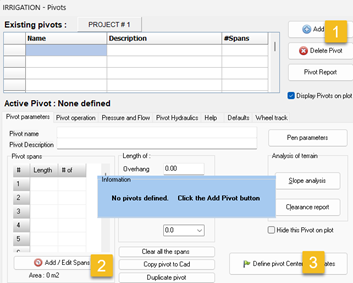 IRRIGATION - Pivots
Existing pivots : PROJECT # 1
Name Description #Spans
Add
1
Delete Pivot
Pivot Report
Display Pivots on plot
Active Pivot : None defined
Pivot parameters Pivot operation Pressure and Flow Pivot Hydraulics Help Defaults Wheel track
Pivot name
Pivot Description
Pen parameters
Pivot spans
# Length # of
1
2
3
4
5
6
Length of :
Overhang 0.00
Analysis of terrain
Slope analysis
Clearance report
Information
No pivots defined. Click the Add Pivot button
0.0
Hide this Pivot on plot.
Clear all the spans
Copy pivot to Cad
Duplicate pivot
Add / Edit Spans
2
Area : 0 m2
Define pivot Center ates
3